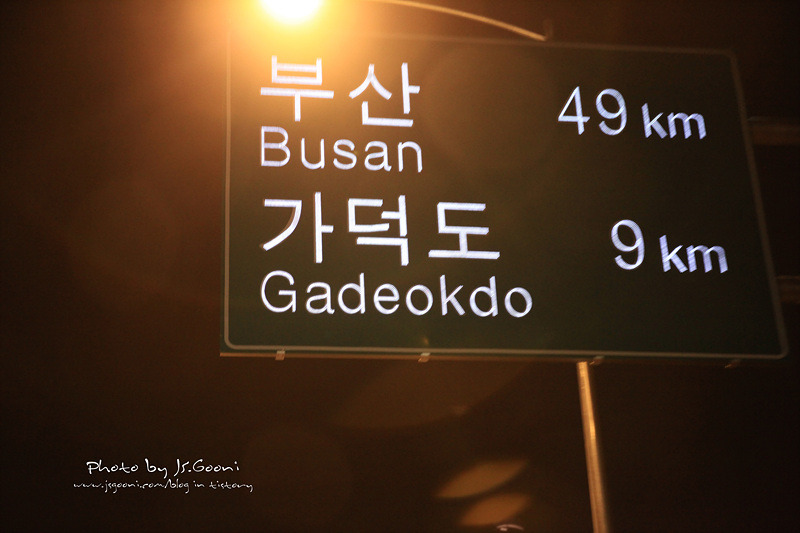 부산 49 km
Busan
가덕도 9 km
Gadeokdo
Photo by Js.Gooni
www.jsgooni.com/blog in tistory